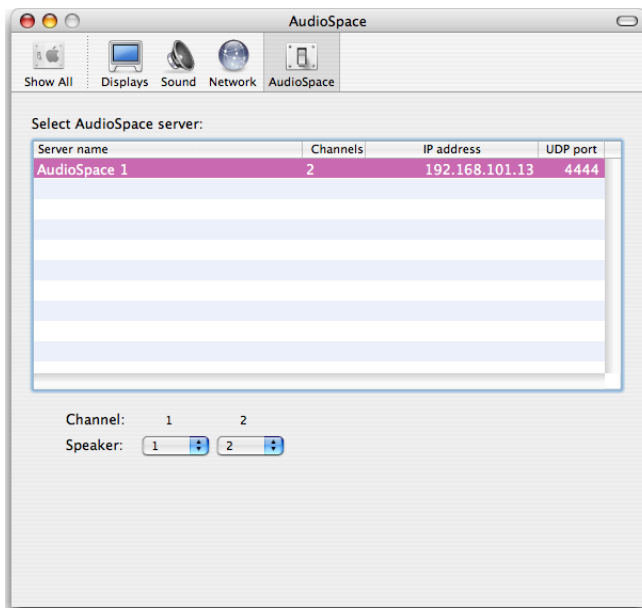 AudioSpace
Show All Displays Sound Network AudioSpace
Select AudioSpace server:
Server name Channels IP address UDP port
AudioSpace 1 2 192.168.101.13 4444
Channel: 1 2
Speaker: 1 2